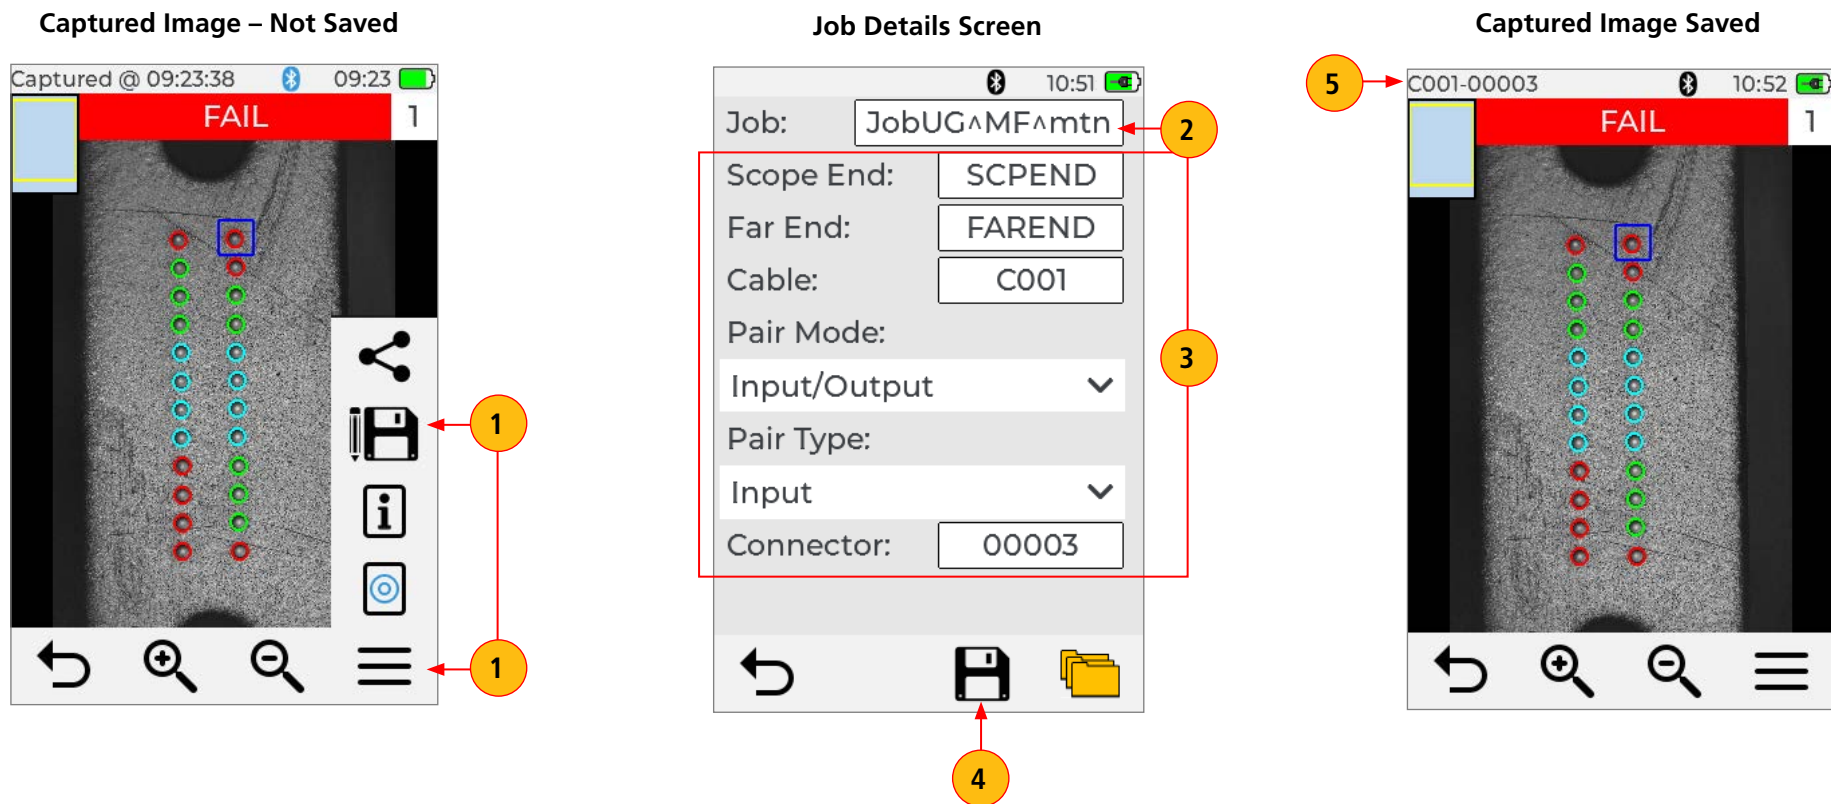 Captured Image – Not Saved
Captured @ 09:23:38 09:23
FAIL 1
1
1
Job Details Screen
10:51
Job: JobUG^MF^mtn
2
Scope End: SCPEND
Far End: FAREND
Cable: C001
Pair Mode:
3
Input/Output
Pair Type:
Input
Connector: 00003
4
Captured Image Saved
5
C001-00003 10:52
FAIL 1